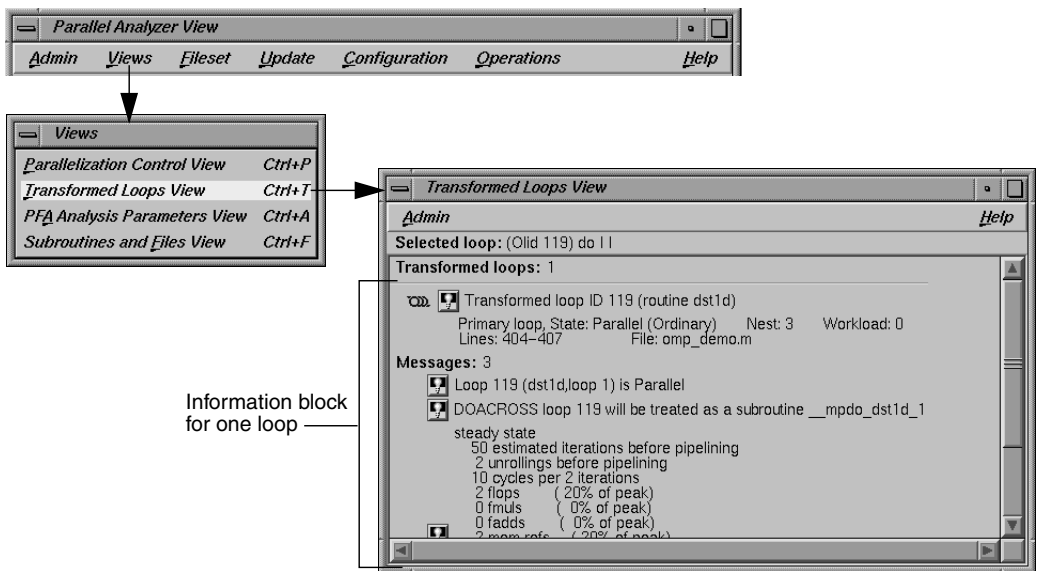 Parallel Analyzer View
Admin Views Fileset Update Configuration Operations Help
Views
Parallelization Control View Ctrl+P
Transformed Loops View Ctrl+T
PFA Analysis Parameters View Ctrl+A
Subroutines and Files View Ctrl+F
Transformed Loops View
Admin Help
Selected loop: (Olid 119) do l l
Transformed loops: 1
Transformed loop ID 119 (routine dst1d)
Primary loop, State: Parallel (Ordinary) Nest: 3 Workload: 0
Lines: 404-407 File: omp_demo.m
Messages: 3
Loop 119 (dst1d,loop 1) is Parallel
DOACROSS loop 119 will be treated as a subroutine __mpdo_dst1d_1
steady state
50 estimated iterations before pipelining
2 unrollings before pipelining
10 cycles per 2 iterations
2 flops ( 20% of peak)
0 fmuls ( 0% of peak)
0 fadds ( 0% of peak)
2 mem refs ( 20% of peak)
Information block
for one loop